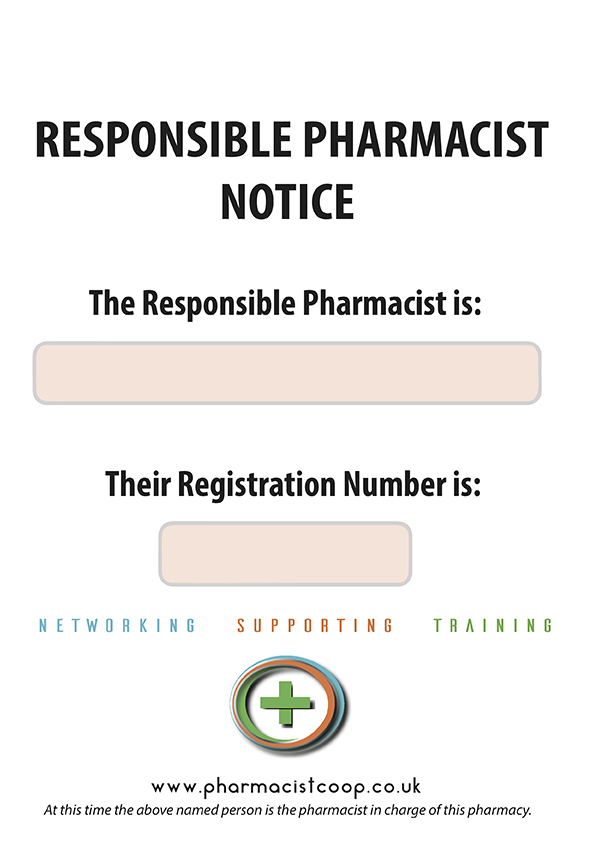 RESPONSIBLE PHARMACIST
NOTICE
The Responsible Pharmacist is:
Their Registration Number is:
NETWORKING SUPPORTING TRAINING
www.pharmacistcoop.co.uk
At this time the above named person is the pharmacist in charge of this pharmacy.